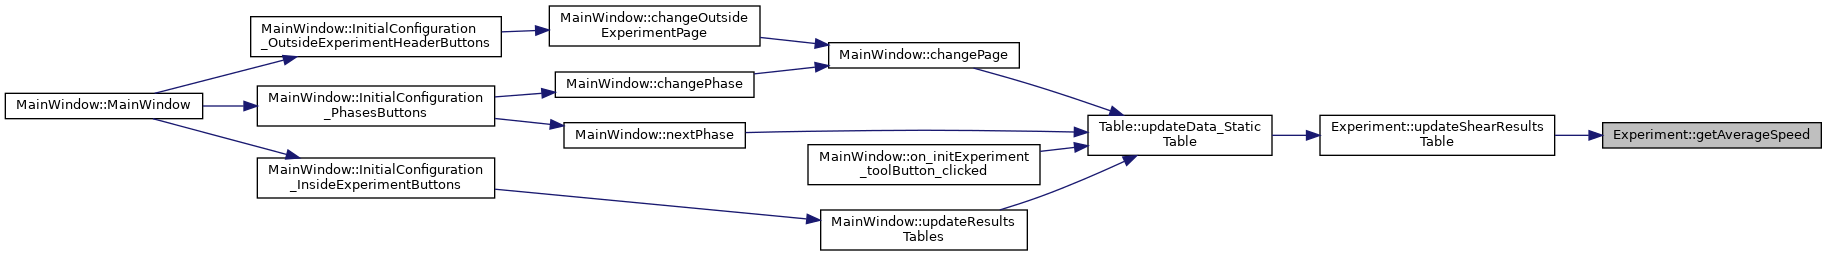 MainWindow::MainWindow
MainWindow::InitialConfiguration
_OutsideExperimentHeaderButtons
MainWindow::InitialConfiguration
_PhasesButtons
MainWindow::InitialConfiguration
_InsideExperimentButtons
MainWindow::changeOutside
ExperimentPage
MainWindow::changePhase
MainWindow::nextPhase
MainWindow::changePage
MainWindow::on_initExperiment
_toolButton_clicked
MainWindow::updateResults
Tables
Table::updateData_Static
Table
Experiment::updateShearResults
Table
Experiment::getAverageSpeed